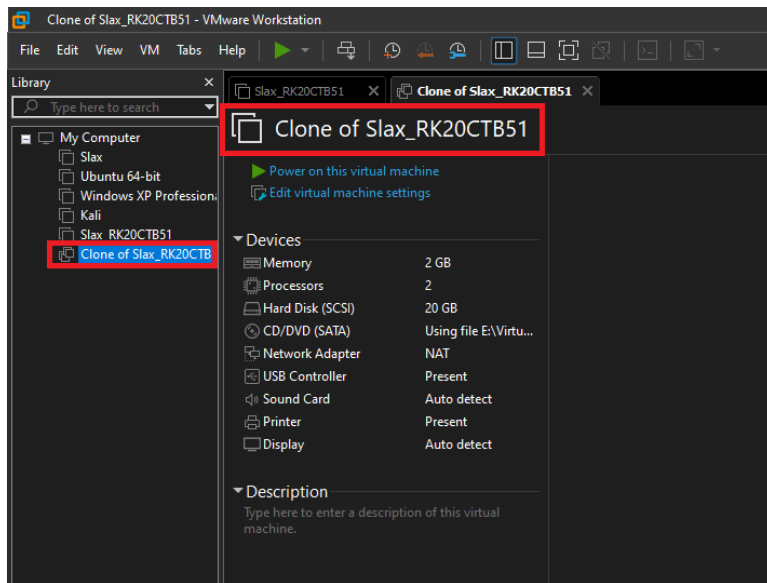 Clone of Slax_RK20CTB51 - VMware Workstation
File Edit View VM Tabs Help
Library
Type here to search
My Computer
Slax
Ubuntu 64-bit
Windows XP Profession
Kali
Slax_RK20CTB51
Clone of Slax_RK20CTB
Slax_RK20CTB51
Clone of Slax_RK20CTB51
Clone of Slax_RK20CTB51
Power on this virtual machine
Edit virtual machine settings
Devices
Memory 2 GB
Processors 2
Hard Disk (SCSI) 20 GB
CD/DVD (SATA) Using file E:\Virtu...
Network Adapter NAT
USB Controller Present
Sound Card Auto detect
Printer Present
Display Auto detect
Description
Type here to enter a description of this virtual
machine.